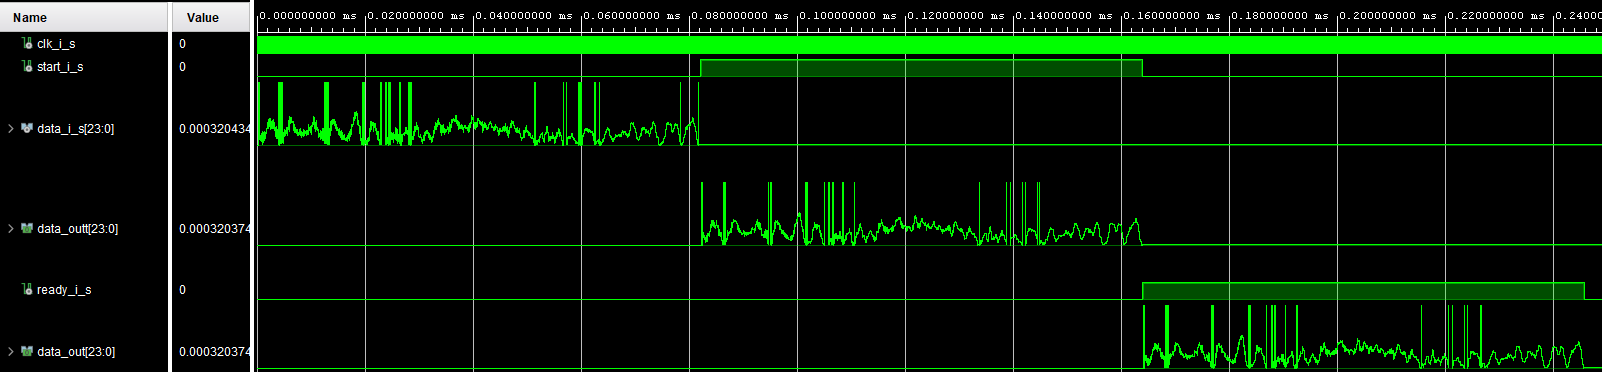 Name Value 0.000000000 ms 0.020000000 ms 0.040000000 ms 0.060000000 ms 0.080000000 ms 0.100000000 ms 0.120000000 ms 0.140000000 ms 0.160000000 ms 0.180000000 ms 0.200000000 ms 0.220000000 ms 0.24000
clk_i_s 0
start_i_s 0
data_i_s[23:0] 0.000320434
data_outt[23:0] 0.000320374
ready_i_s 0
data_out[23:0] 0.000320374